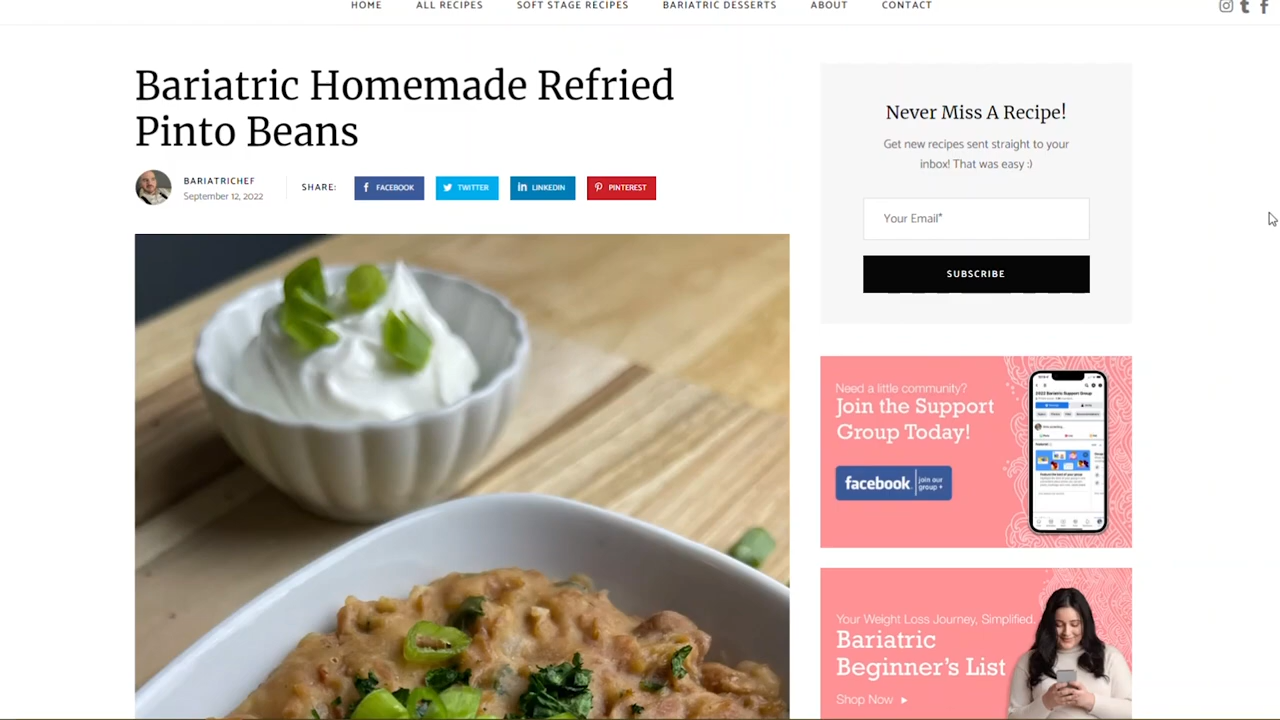 HOME ALL RECIPES SOFT STAGE RECIPES BARIATRIC DESSERTS ABOUT CONTACT
Bariatric Homemade Refried
Pinto Beans
BARIATRICHEF
September 12, 2022
SHARE:
FACEBOOK
TWITTER
LINKEDIN
PINTEREST
Never Miss A Recipe!
Get new recipes sent straight to your
inbox! That was easy :)
Your Email*
SUBSCRIBE
Need a little community?
Join the Support
Group Today!
facebook
join our
group +
Your Weight Loss Journey, Simplified.
Bariatric
Beginner's List
Shop Now